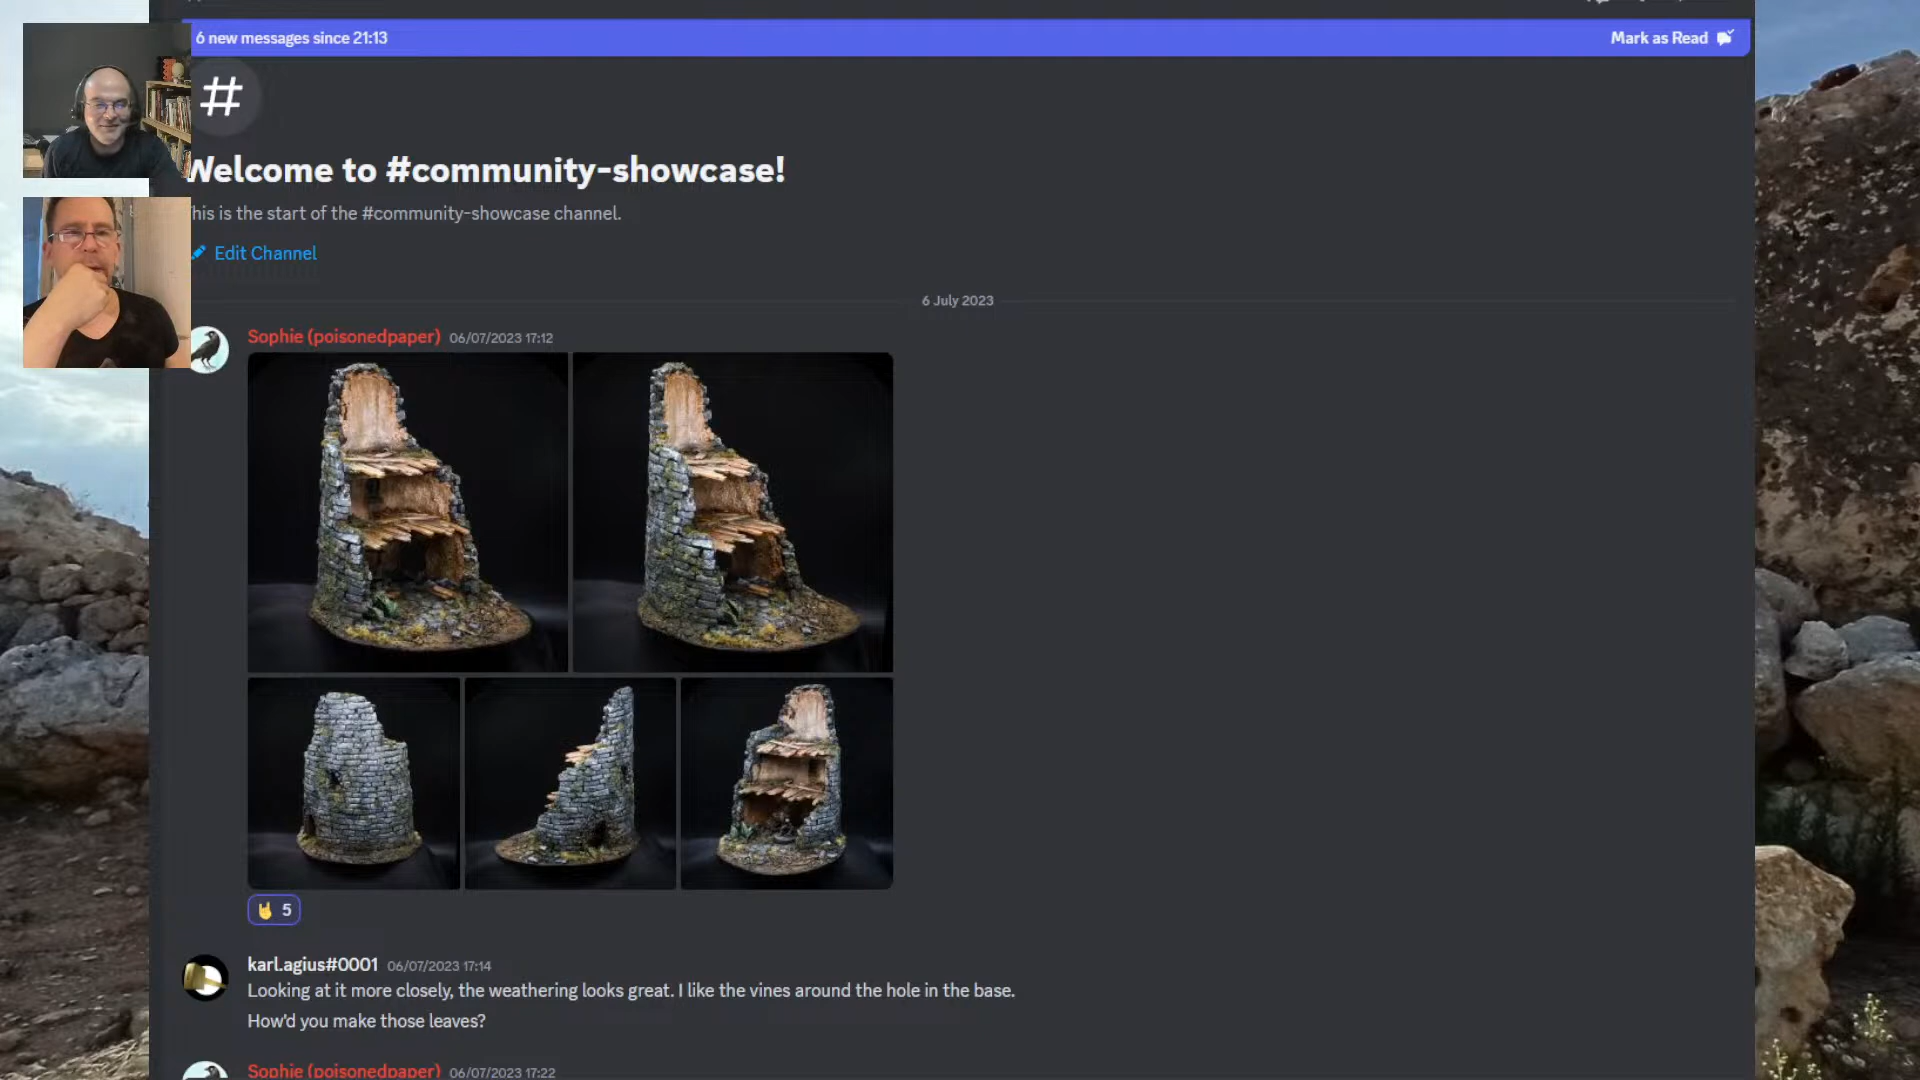 6 new messages since 21:13
Mark as Read
#
Welcome to #community-showcase!
This is the start of the #community-showcase channel.
Edit Channel
6 July 2023
Sophie (poisonedpaper) 06/07/2023 17:12
5
karl.agius#0001 06/07/2023 17:14
Looking at it more closely, the weathering looks great. I like the vines around the hole in the base.
How'd you make those leaves?
Sophie (poisonedpaper) 06/07/2023 17:22